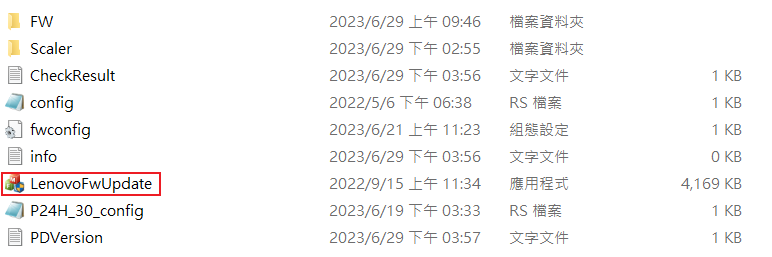 FW 2023/6/29 上午 09:46 檔案資料夾
Scaler 2023/6/29 下午 02:55 檔案資料夾
CheckResult 2023/6/29 下午 03:56 文字文件 1 KB
config 2022/5/6 下午 06:38 RS 檔案 1 KB
fwconfig 2023/6/21 上午 11:23 組態設定 1 KB
info 2023/6/29 下午 03:56 文字文件 0 KB
LenovoFwUpdate 2022/9/15 上午 11:34 應用程式 4,169 KB
P24H_30_config 2023/6/19 下午 03:33 RS 檔案 1 KB
PDVersion 2023/6/29 下午 03:57 文字文件 1 KB